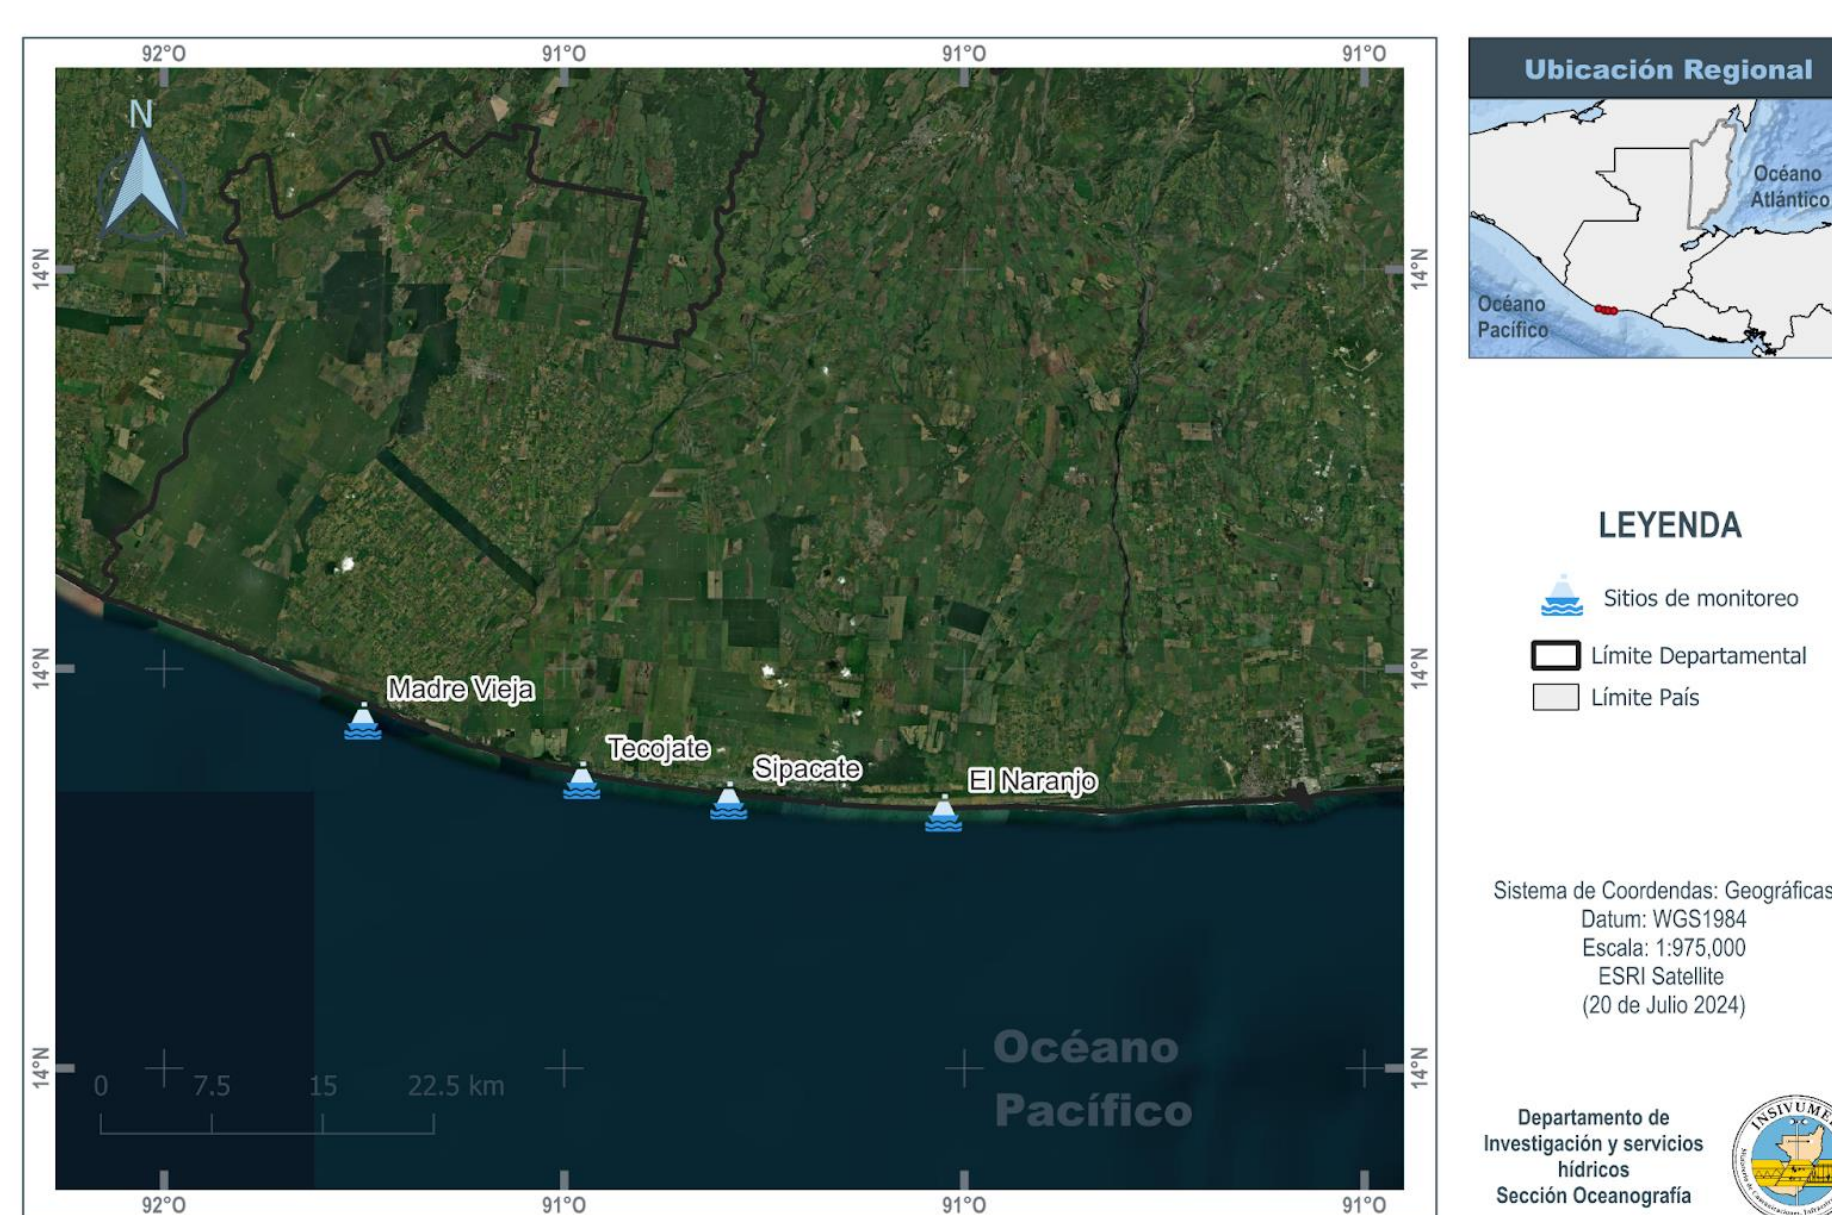 92°O
91°O
91°O
91°O
N
14°N
14°N
14°N
14°N
14°N
14°N
Madre Vieja
Tecojate
Sipacate
El Naranjo
Océano
Pacífico
0 7.5 15 22.5 km
92°O
91°O
91°O
91°O
Ubicación Regional
Océano
Atlántico
Océano
Pacífico
LEYENDA
Sitios de monitoreo
Límite Departamental
Límite País
Sistema de Coordendas: Geográficas
Datum: WGS1984
Escala: 1:975,000
ESRI Satellite
(20 de Julio 2024)
Departamento de
Investigación y servicios
hídricos
Sección Oceanografía